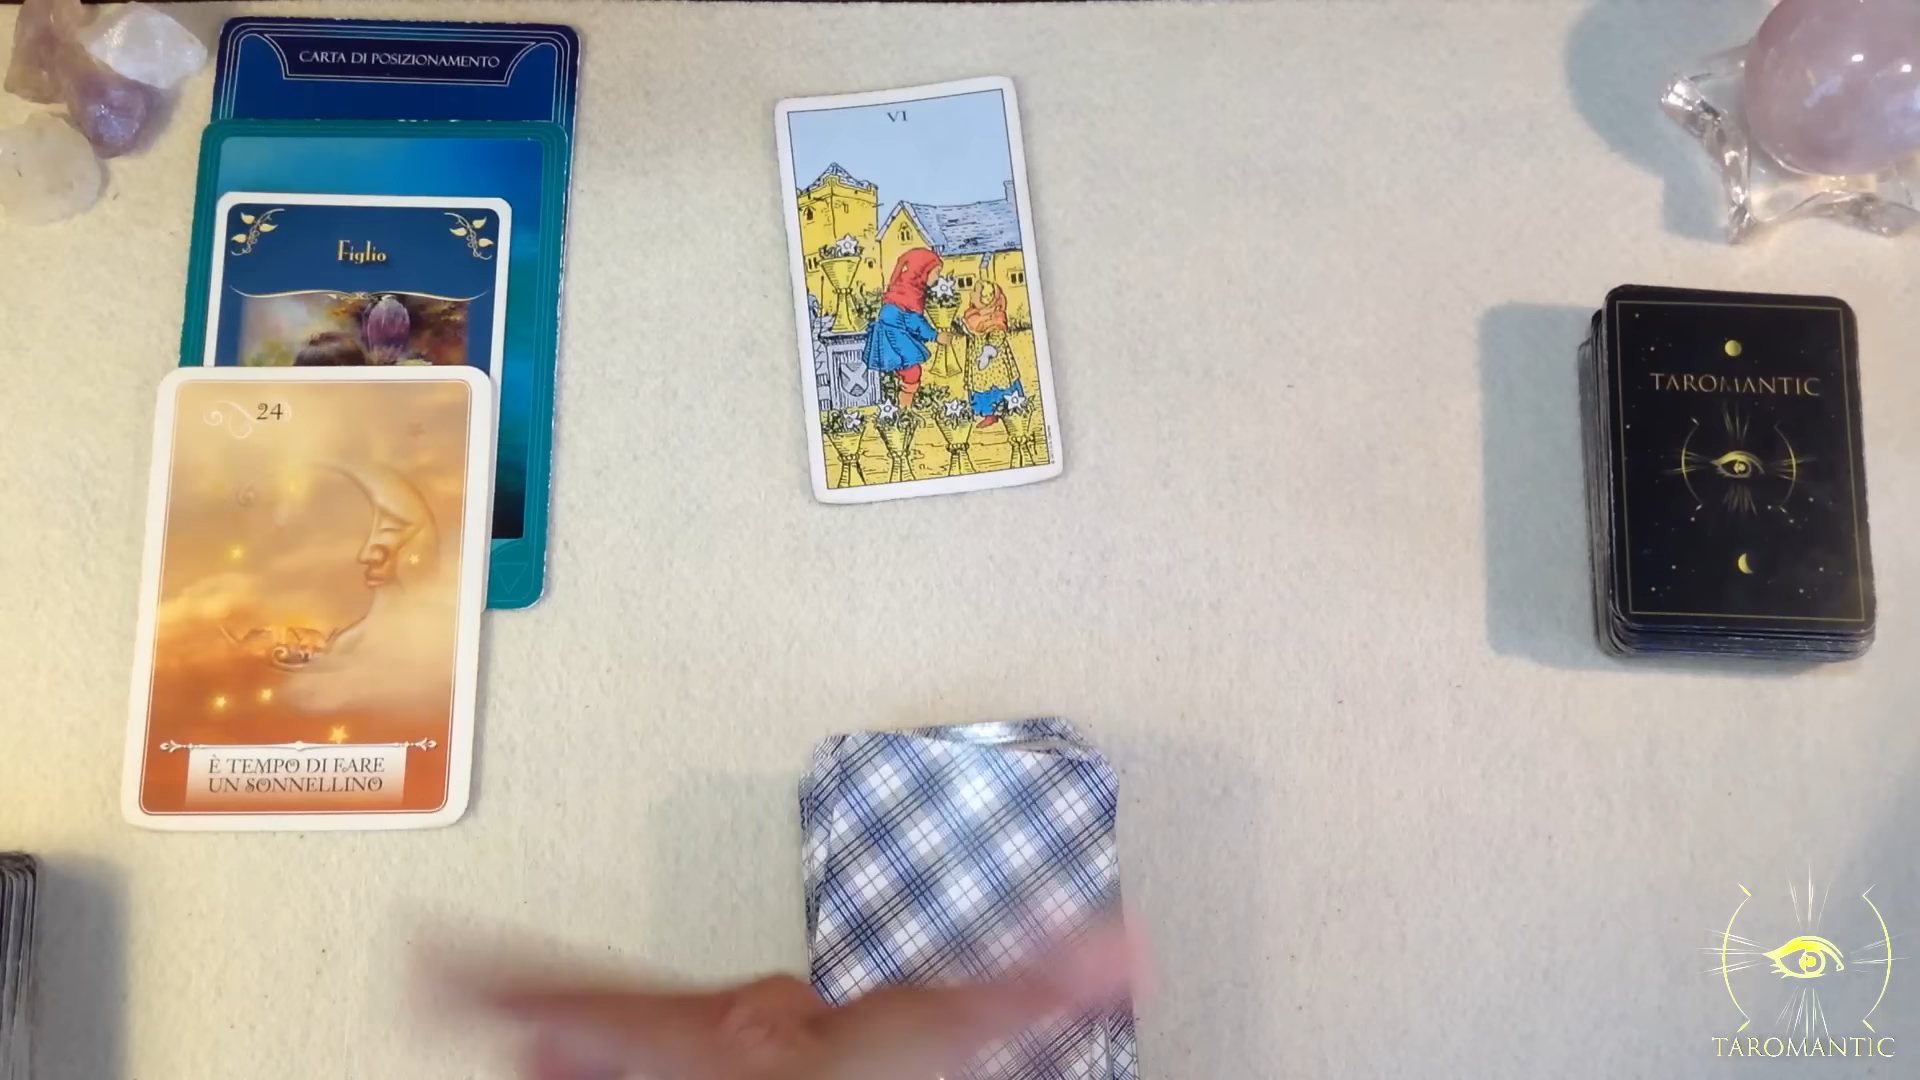 CARTA DI POSIZIONAMENTO
Figlio
24
È TEMPO DI FARE
UN SONNELLINO
VI
TAROMANTIC
TAROMANTIC